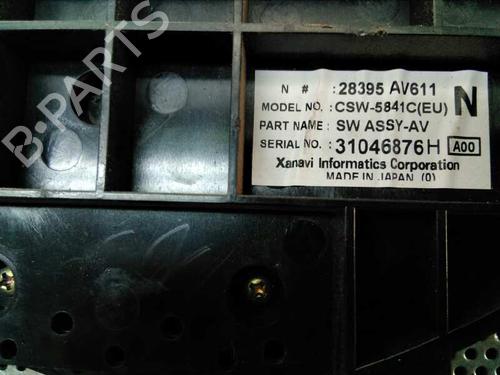 N # : 28395 AV611
MODEL NO. : CSW-5841C(EU) N
PART NAME : SW ASSY-AV
SERIAL NO. : 31046876H A00
Xanavi Informatics Corporation
MADE IN JAPAN (0)
B-PARTS